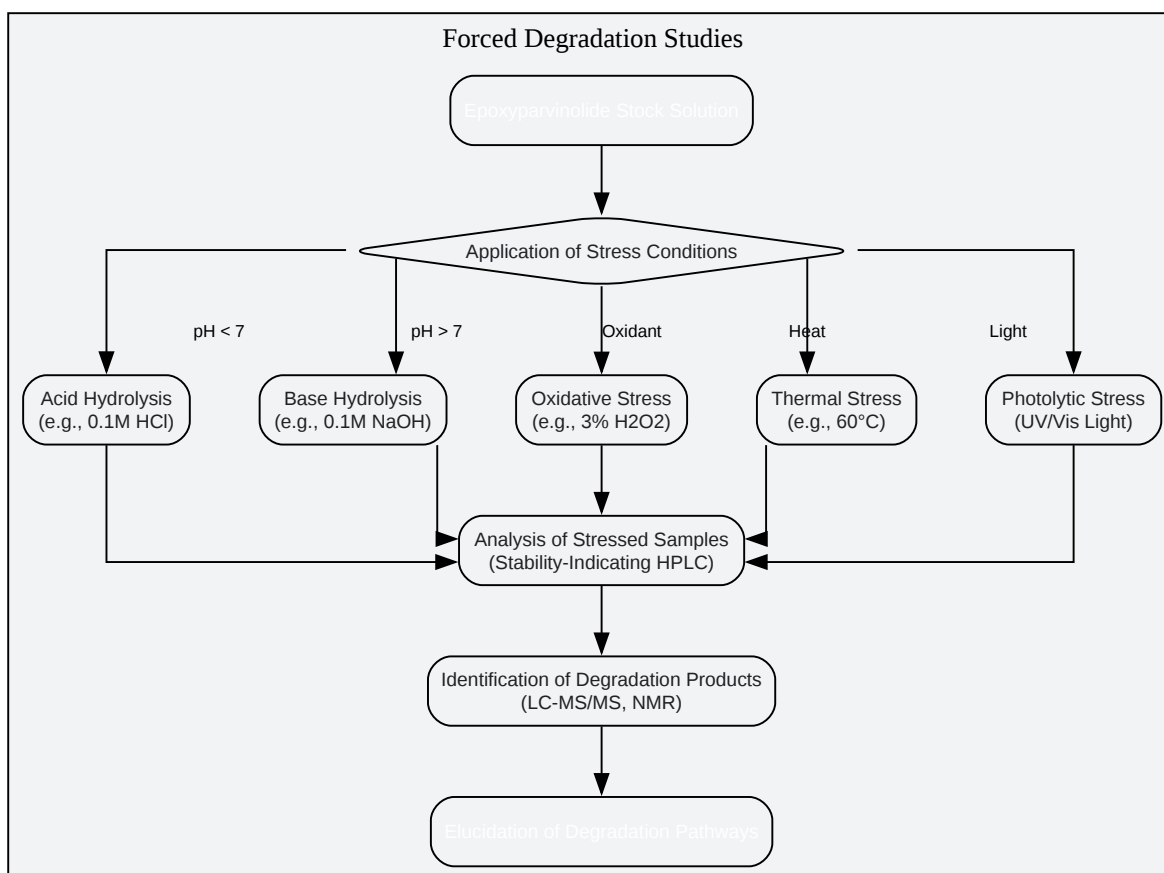 Forced Degradation Studies
Epoxyparvinolide Stock Solution
Application of Stress Conditions
pH < 7
pH > 7
Oxidant
Heat
Light
Acid Hydrolysis
(e.g., 0.1M HCl)
Base Hydrolysis
(e.g., 0.1M NaOH)
Oxidative Stress
(e.g., 3% H2O2)
Thermal Stress
(e.g., 60°C)
Photolytic Stress
(UV/Vis Light)
Analysis of Stressed Samples
(Stability-Indicating HPLC)
Identification of Degradation Products
(LC-MS/MS, NMR)
Elucidation of Degradation Pathways